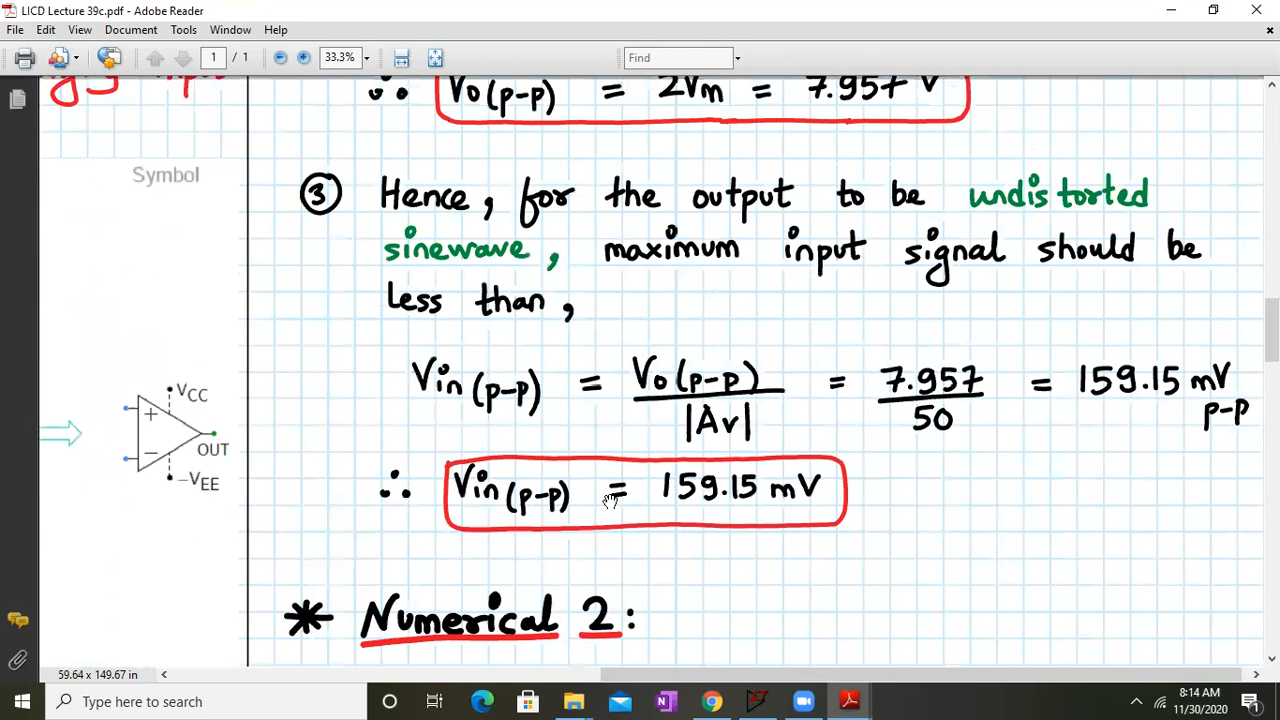 LICD Lecture 39c.pdf - Adobe Reader
File Edit View Document Tools Window Help
1 / 1 33.3% Find
∴ Vo(p-p) = 2Vm = 7.957 V
Symbol
③ Hence, for the output to be undistorted
sinewave, maximum input signal should be
less than,
Vin(p-p) = Vo(p-p) / |Av| = 7.957 / 50 = 159.15 mV p-p
VCC
+
−
OUT
−VEE
∴ Vin(p-p) = 159.15 mV
* Numerical 2:
59.64 x 149.67 in
Type here to search
8:14 AM
11/30/2020